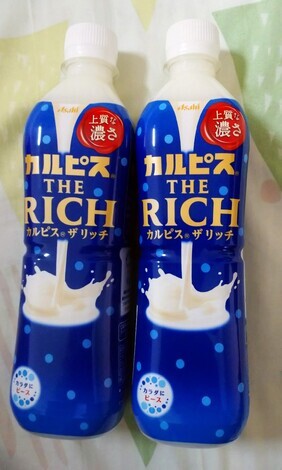 Asahi
上質な
濃さ
カルピス®
THE
RICH
カルピス® ザリッチ
カラダに
ピース
Asahi
上質な
濃さ
カルピス®
THE
RICH
カルピス® ザリッチ
カラダに
ピース